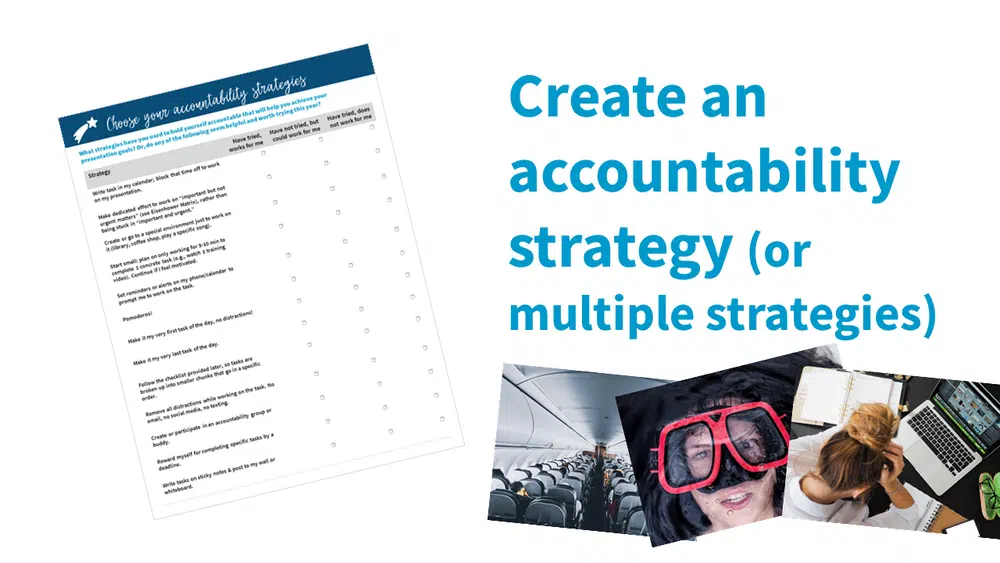 Choose your accountability strategies
What strategies have you used to hold yourself accountable that will help you achieve your
presentation goals? Or, do any of the following seem helpful and worth trying this year?
Strategy
Have tried,
works for me
Have not tried, but
could work for me
Have tried, does
not work for me
Write task in my calendar; block that time off to work
on my presentation.
Make dedicated effort to work on "important but not
urgent matters" (see Eisenhower Matrix), rather than
being stuck in "important and urgent."
Create or go to a special environment just to work on
it (library, coffee shop, play a specific song).
Start small: plan on only working for 5-10 min to
complete 1 concrete task (e.g., watch 1 training
video). Continue if I feel motivated.
Set reminders or alerts on my phone/calendar to
prompt me to work on the task.
Pomodoros!
Make it my very first task of the day, no distractions!
Make it my very last task of the day.
Follow the checklist provided later, so tasks are
broken up into smaller chunks that go in a specific
order.
Remove all distractions while working on the task. No
email, no social media, no texting.
Create or participate in an accountability group or
buddy.
Reward myself for completing specific tasks by a
deadline.
Write tasks on sticky notes & post to my wall or
whiteboard.
Create an
accountability
strategy (or
multiple strategies)